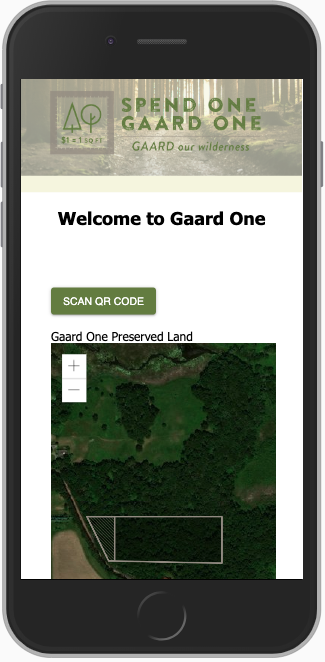 SPEND ONE
GAARD ONE
$1 = 1 SQ FT
GAARD our wilderness
Welcome to Gaard One
SCAN QR CODE
Gaard One Preserved Land
+
−